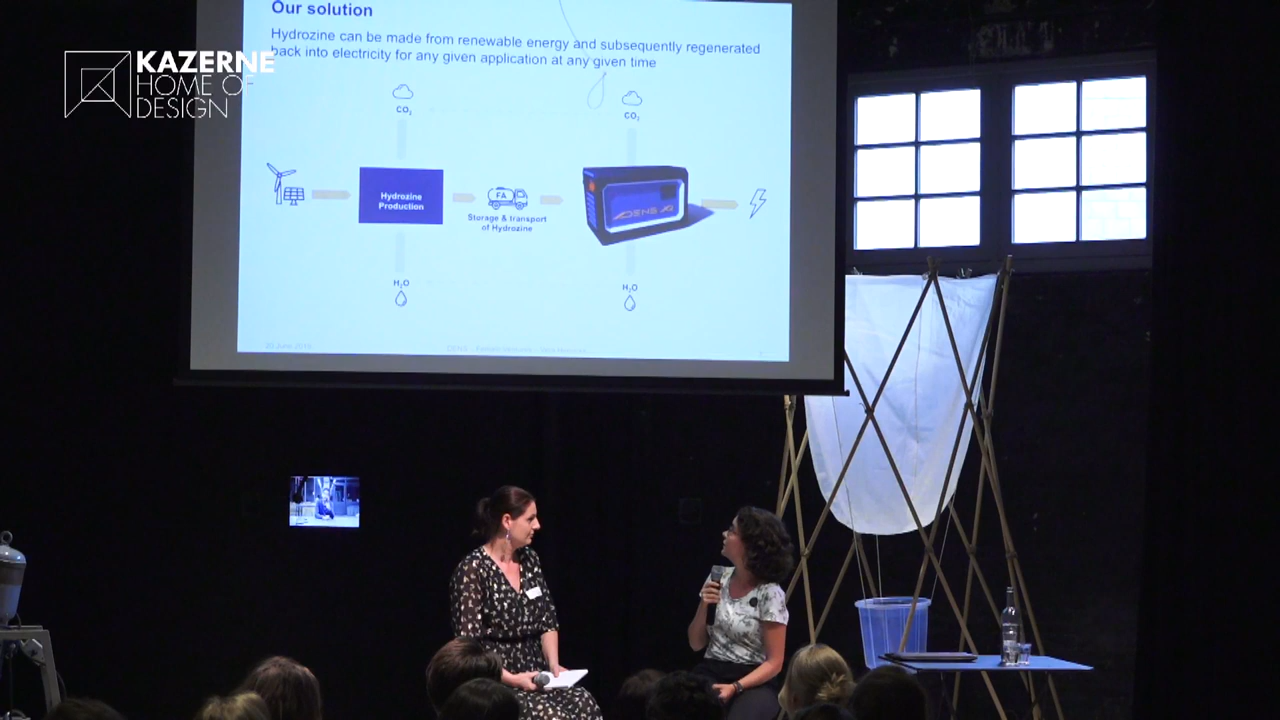 Our solution
Hydrozine can be made from renewable energy and subsequently regenerated
back into electricity for any given application at any given time
KAZERNE
HOME OF
DESIGN
CO₂
CO₂
Hydrozine
Production
FA
Storage & transport
of Hydrozine
DENS
H₂O
H₂O